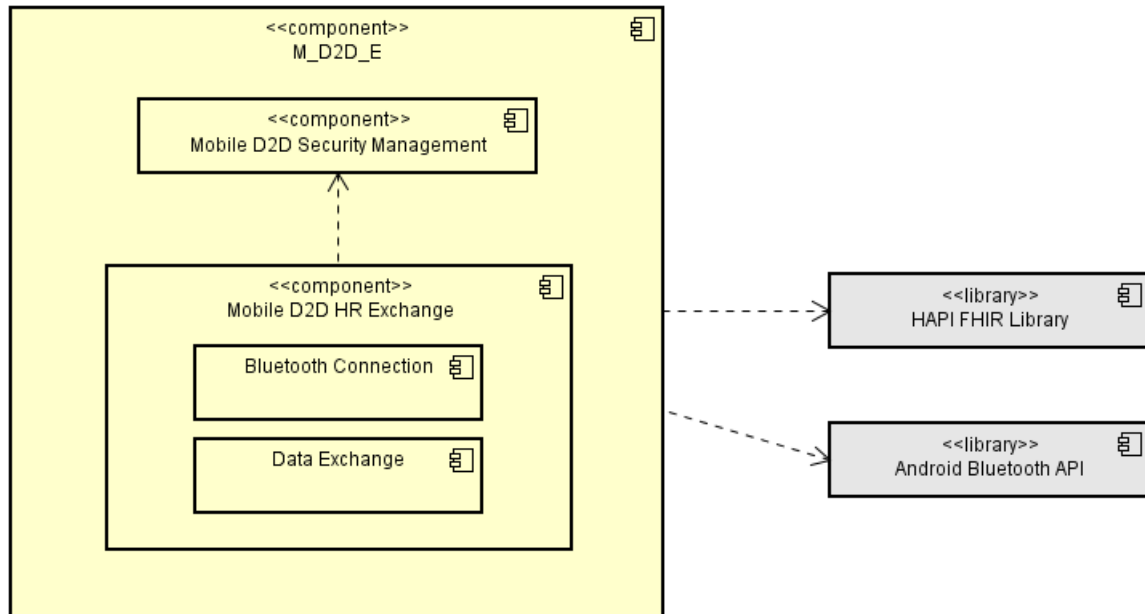 <<component>>
M_D2D_E
<<component>>
Mobile D2D Security Management
<<component>>
Mobile D2D HR Exchange
Bluetooth Connection
Data Exchange
<<library>>
HAPI FHIR Library
<<library>>
Android Bluetooth API